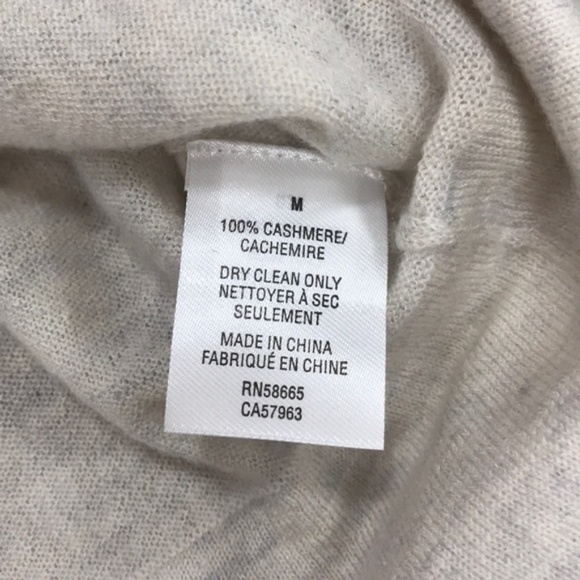 M
100% CASHMERE/
CACHEMIRE
DRY CLEAN ONLY
NETTOYER À SEC
SEULEMENT
MADE IN CHINA
FABRIQUÉ EN CHINE
RN58665
CA57963